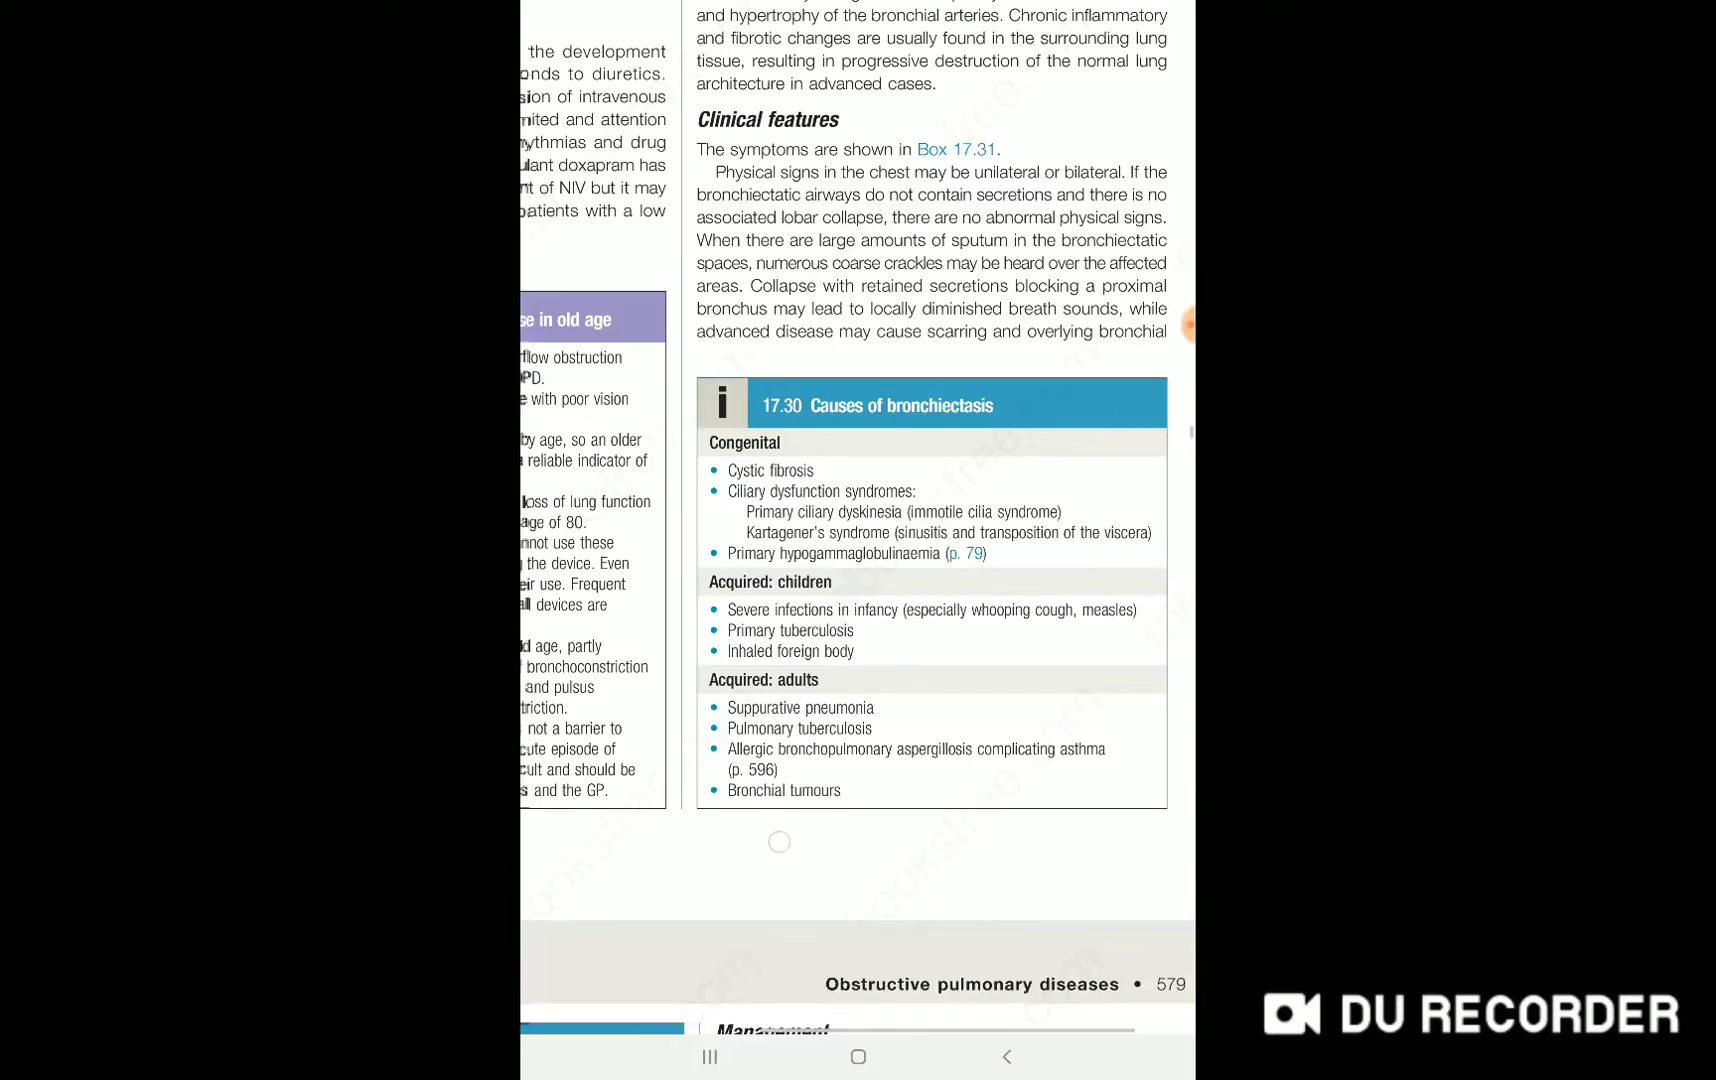 the development
onds to diuretics.
sion of intravenous
mited and attention
hythmias and drug
ulant doxapram has
nt of NIV but it may
patients with a low
se in old age
flow obstruction
PD.
e with poor vision
by age, so an older
a reliable indicator of
loss of lung function
age of 80.
nnot use these
the device. Even
eir use. Frequent
all devices are
ld age, partly
bronchoconstriction
and pulsus
triction.
not a barrier to
cute episode of
cult and should be
s and the GP.
and hypertrophy of the bronchial arteries. Chronic inflammatory
and fibrotic changes are usually found in the surrounding lung
tissue, resulting in progressive destruction of the normal lung
architecture in advanced cases.
Clinical features
The symptoms are shown in Box 17.31.
Physical signs in the chest may be unilateral or bilateral. If the
bronchiectatic airways do not contain secretions and there is no
associated lobar collapse, there are no abnormal physical signs.
When there are large amounts of sputum in the bronchiectatic
spaces, numerous coarse crackles may be heard over the affected
areas. Collapse with retained secretions blocking a proximal
bronchus may lead to locally diminished breath sounds, while
advanced disease may cause scarring and overlying bronchial
i 17.30 Causes of bronchiectasis
Congenital
• Cystic fibrosis
• Ciliary dysfunction syndromes:
Primary ciliary dyskinesia (immotile cilia syndrome)
Kartagener's syndrome (sinusitis and transposition of the viscera)
• Primary hypogammaglobulinaemia (p. 79)
Acquired: children
• Severe infections in infancy (especially whooping cough, measles)
• Primary tuberculosis
• Inhaled foreign body
Acquired: adults
• Suppurative pneumonia
• Pulmonary tuberculosis
• Allergic bronchopulmonary aspergillosis complicating asthma
(p. 596)
• Bronchial tumours
Obstructive pulmonary diseases • 579
Management
DU RECORDER